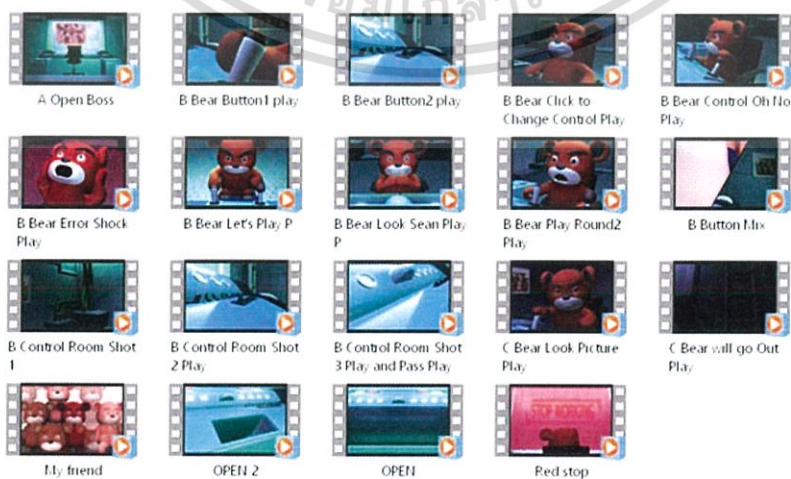 A Open Boss
B Bear Button1 play
B Bear Button2 play
B Bear Click to
Change Control Play
B Bear Control Oh No
Play
B Bear Error Shock
Play
B Bear Let's Play P
B Bear Look Sean Play
P
B Bear Play Round2
Play
B Button Mix
B Control Room Shot
1
B Control Room Shot
2 Play
B Control Room Shot
3 Play and Pass Play
C Bear Look Picture
Play
C Bear will go Out
Play
My friend
OPEN 2
OPEN
STOP
Red stop